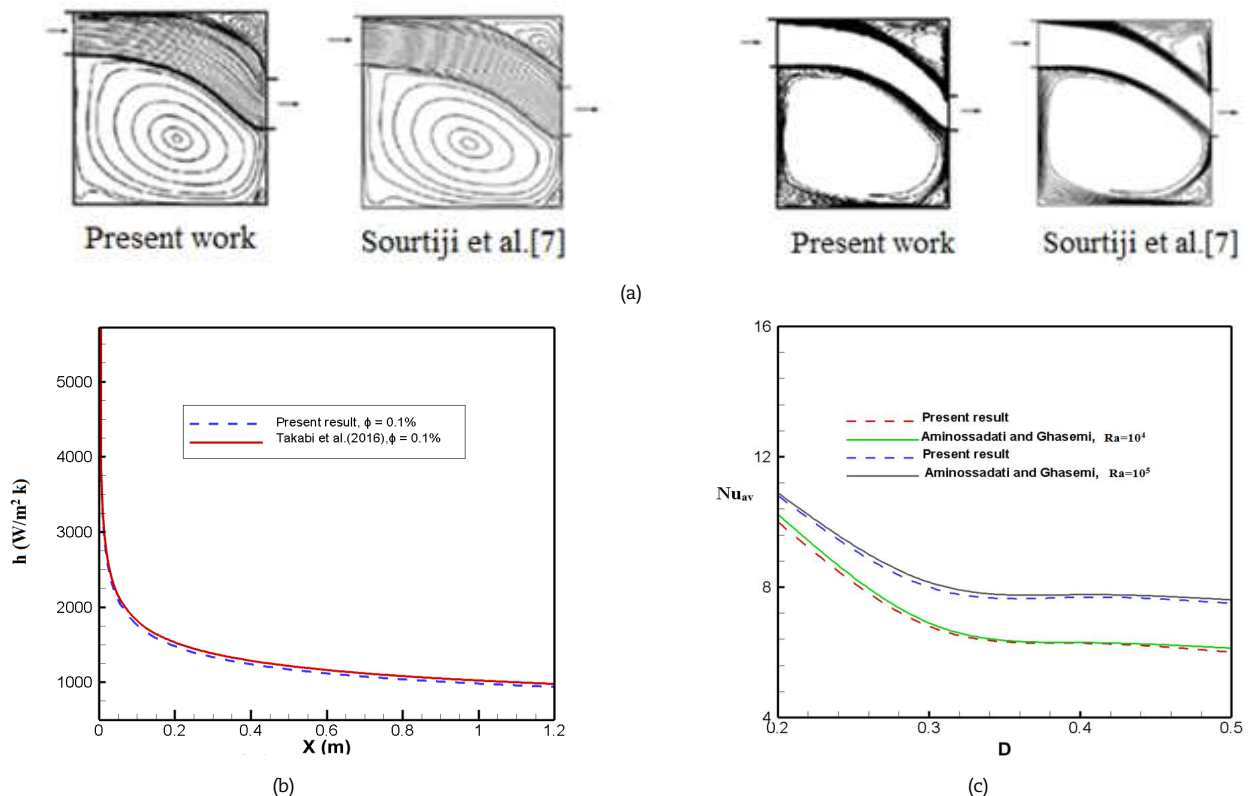 Present work
Sourtiji et al.[7]
Present work
Sourtiji et al.[7]
(a)
5000
4000
3000
2000
1000
h (W/m² k)
Present result, ϕ = 0.1%
Takabi et al.(2016),ϕ = 0.1%
0
0.2
0.4
0.6
0.8
1
1.2
X (m)
(b)
16
12
8
4
Nuav
Present result
Aminossadati and Ghasemi, Ra=10⁴
Present result
Aminossadati and Ghasemi, Ra=10⁵
0.2
0.3
0.4
0.5
D
(c)